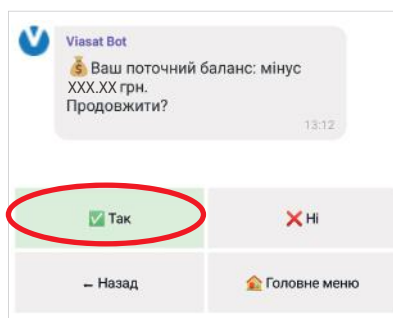 Viasat Bot
💰 Ваш поточний баланс: мінус
XXX.XX грн.
Продовжити?
13:12
✅ Так
❌ Ні
← Назад
🏠 Головне меню